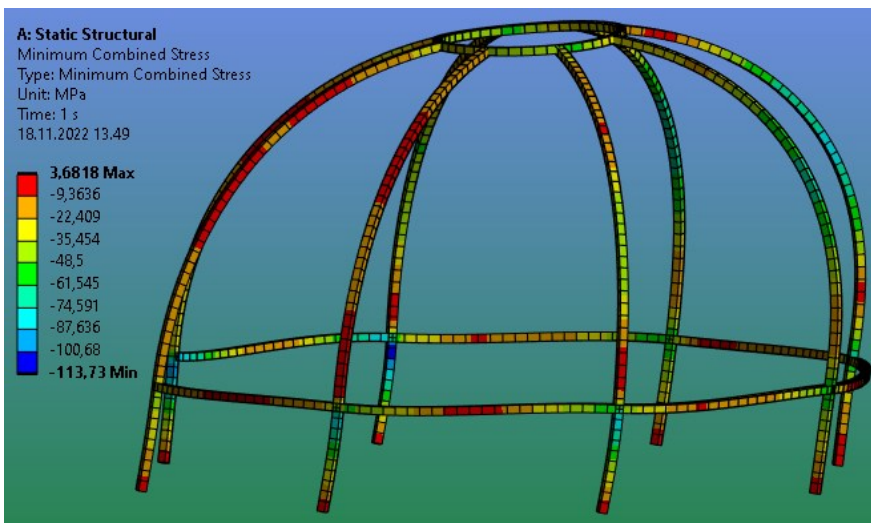 A: Static Structural
Minimum Combined Stress
Type: Minimum Combined Stress
Unit: MPa
Time: 1 s
18.11.2022 13.49
3,6818 Max
-9,3636
-22,409
-35,454
-48,5
-61,545
-74,591
-87,636
-100,68
-113,73 Min